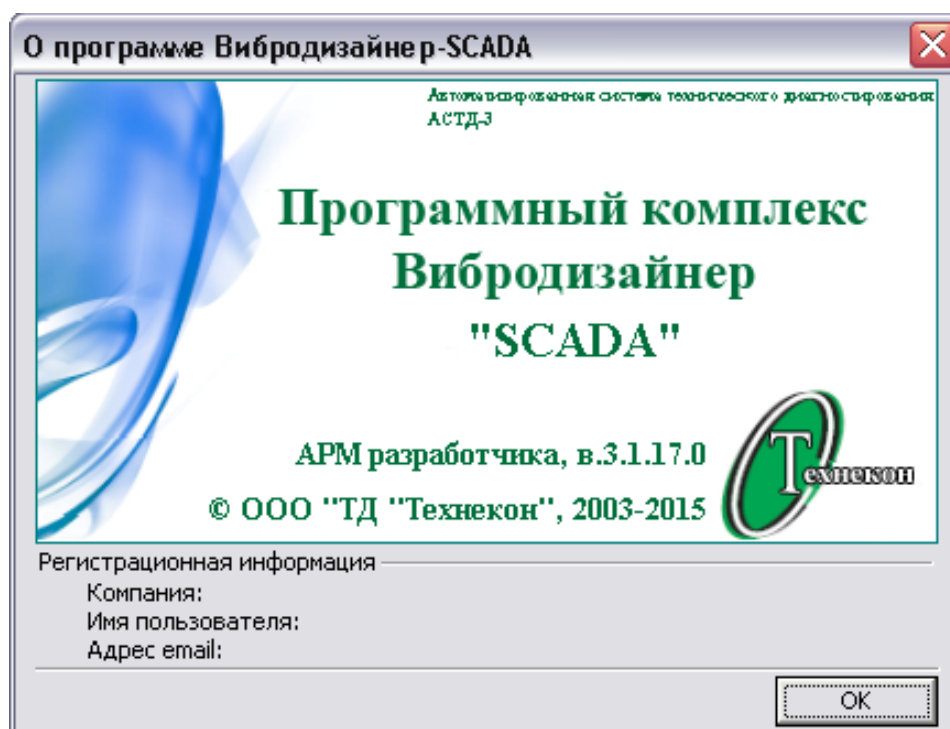 О программе Вибродизайнер-SCADA
Автоматизированная система технического диагностирования
АСТД-3
Программный комплекс
Вибродизайнер
"SCADA"
АРМ разработчика, в.3.1.17.0
© ООО "ТД "Технекон", 2003-2015
Технекон
Регистрационная информация
Компания:
Имя пользователя:
Адрес email:
OK